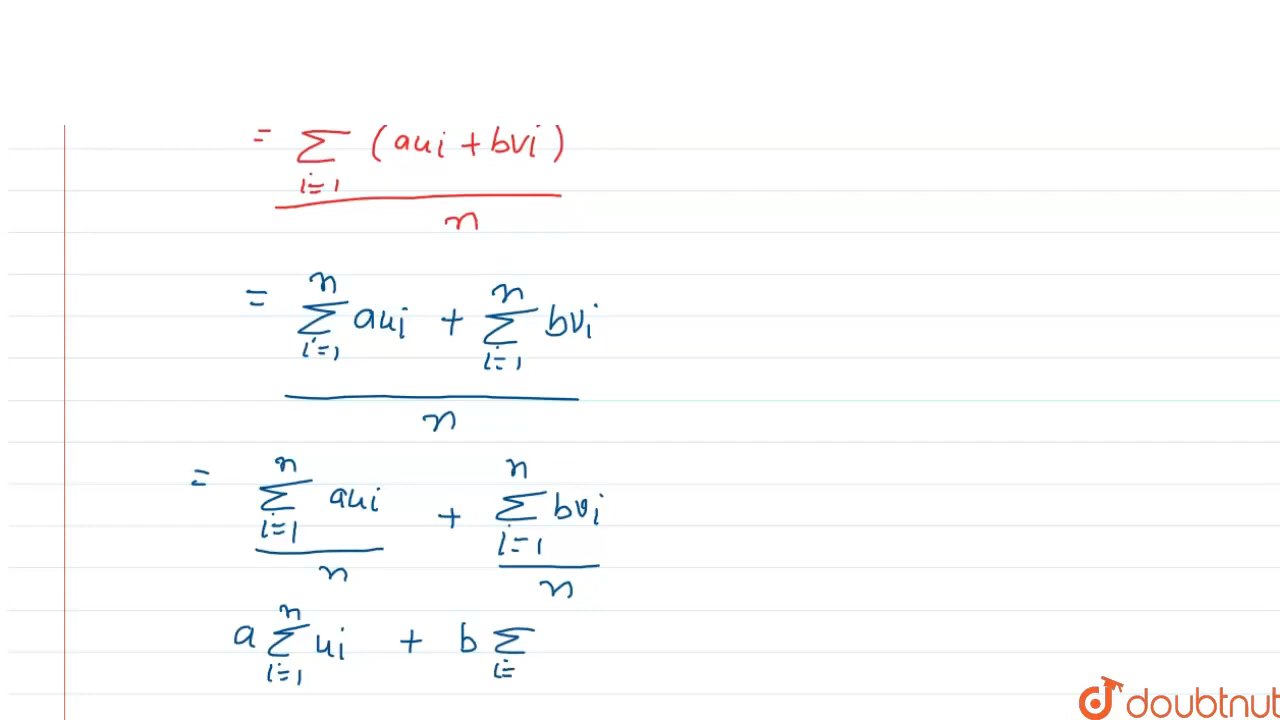 = Σ (aui + bvi)
i=1
n
n n
= Σ aui + Σ bvi
i=1 i=1
n
n n
= Σ aui + Σ bvi
i=1 i=1
n n
n
a Σ ui + b Σ
i=1 i=
doubtnut